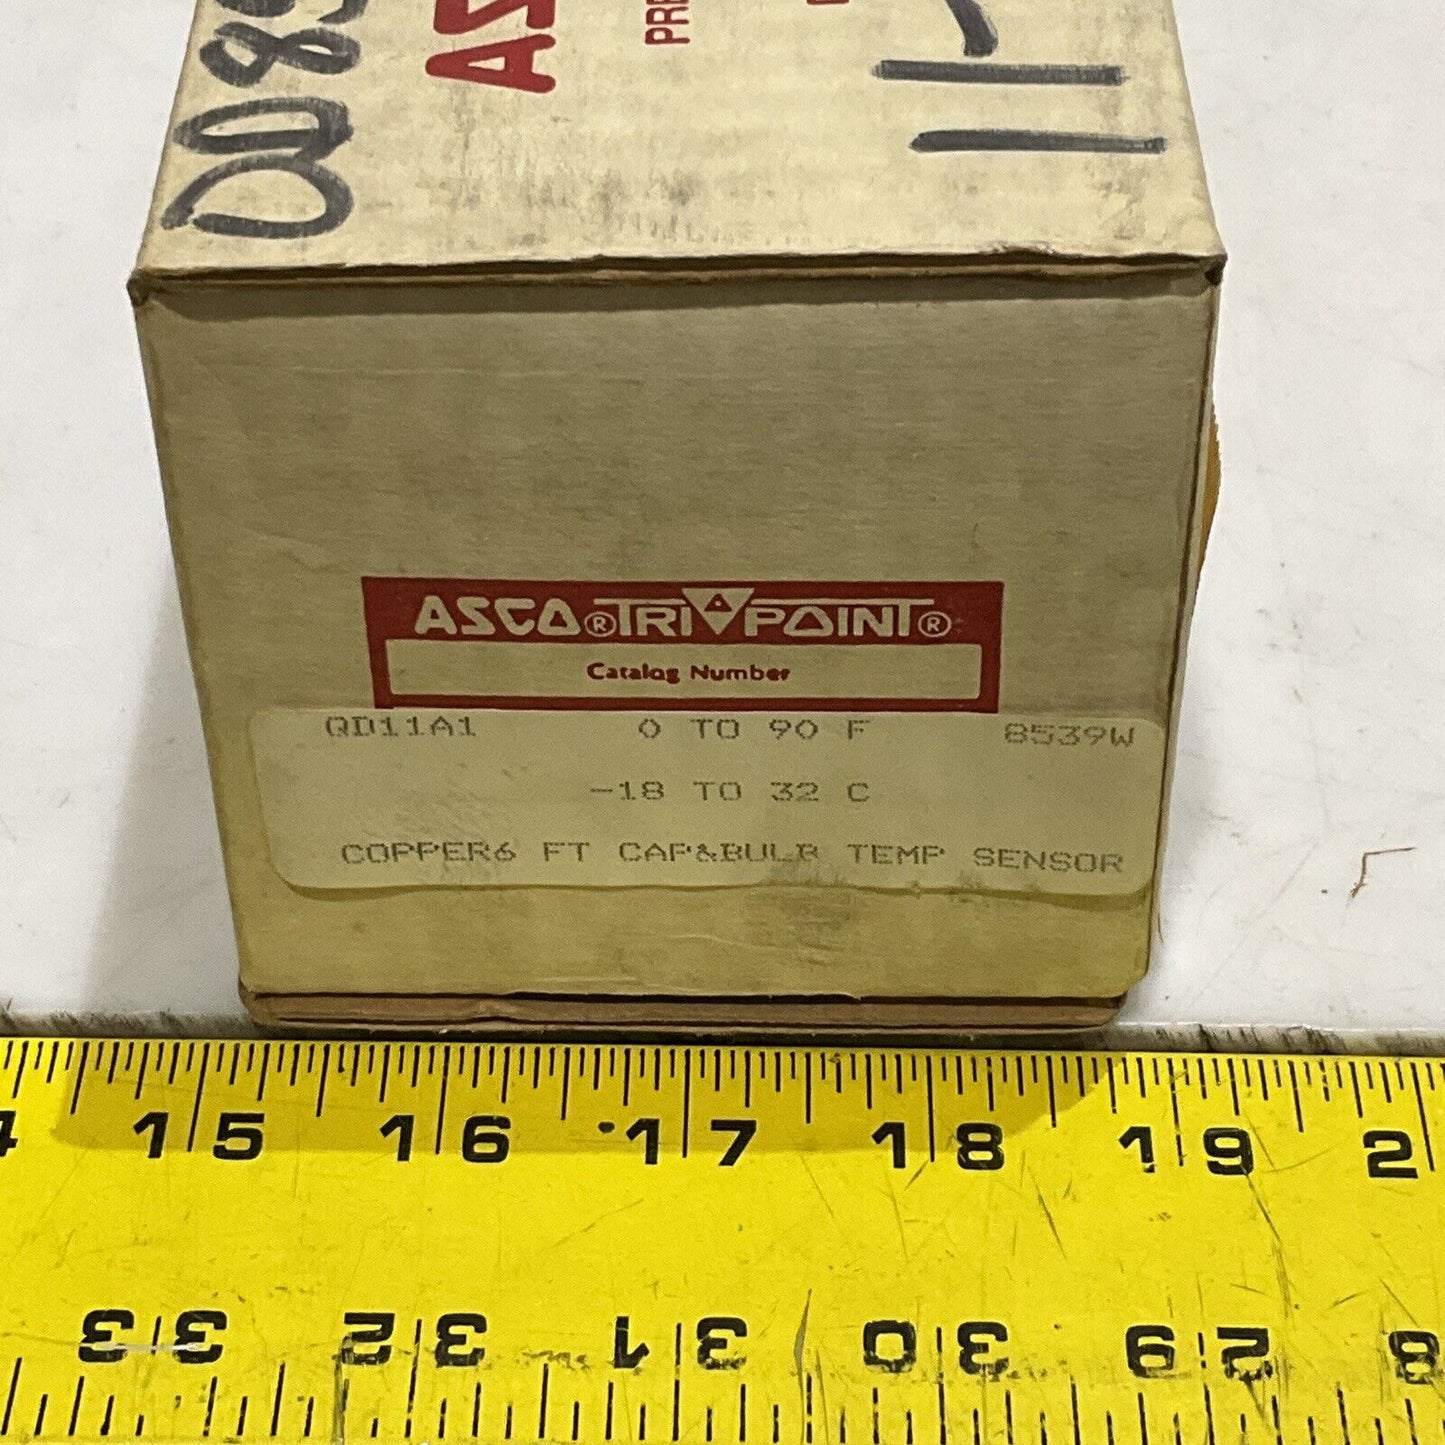 ASCO® TRI POINT®
Catalog Number
QD11A1 0 TO 90 F 8539W
-18 TO 32 C
COPPER6 FT CAP&BULB TEMP SENSOR
15 16 17 18 19
33 32 31 30 29